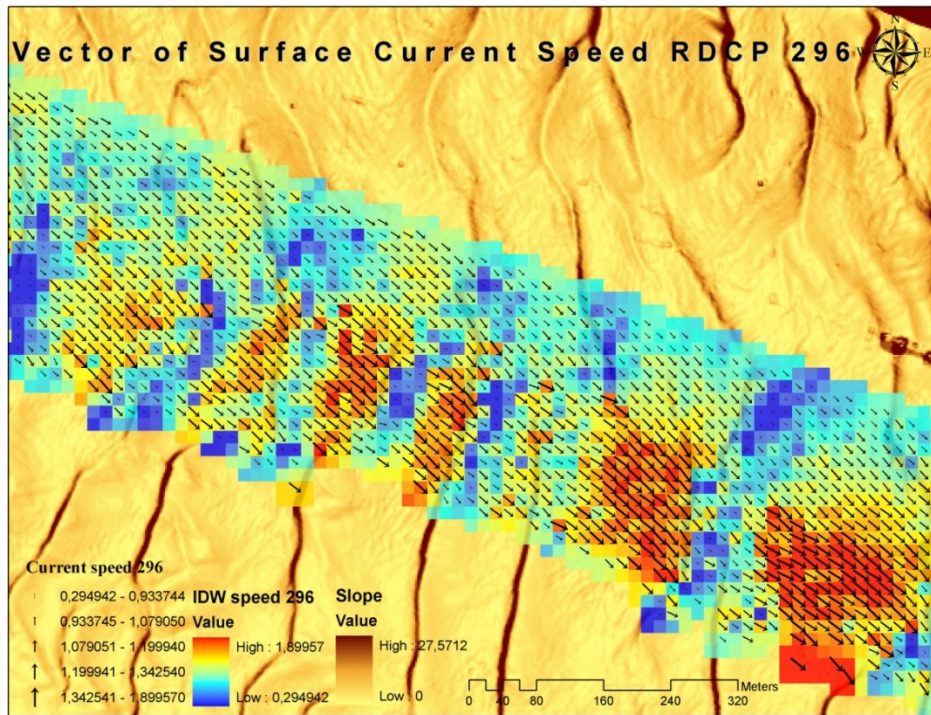 Vector of Surface Current Speed RDCP 296
N
W E
S
Current speed 296
0,294942 - 0,933744
0,933745 - 1,079050
1,079051 - 1,199940
1,199941 - 1,342540
1,342541 - 1,899570
IDW speed 296
Value
High : 1,89957
Low : 0,294942
Slope
Value
High : 27,5712
Low : 0
Meters
0 40 80 160 240 320